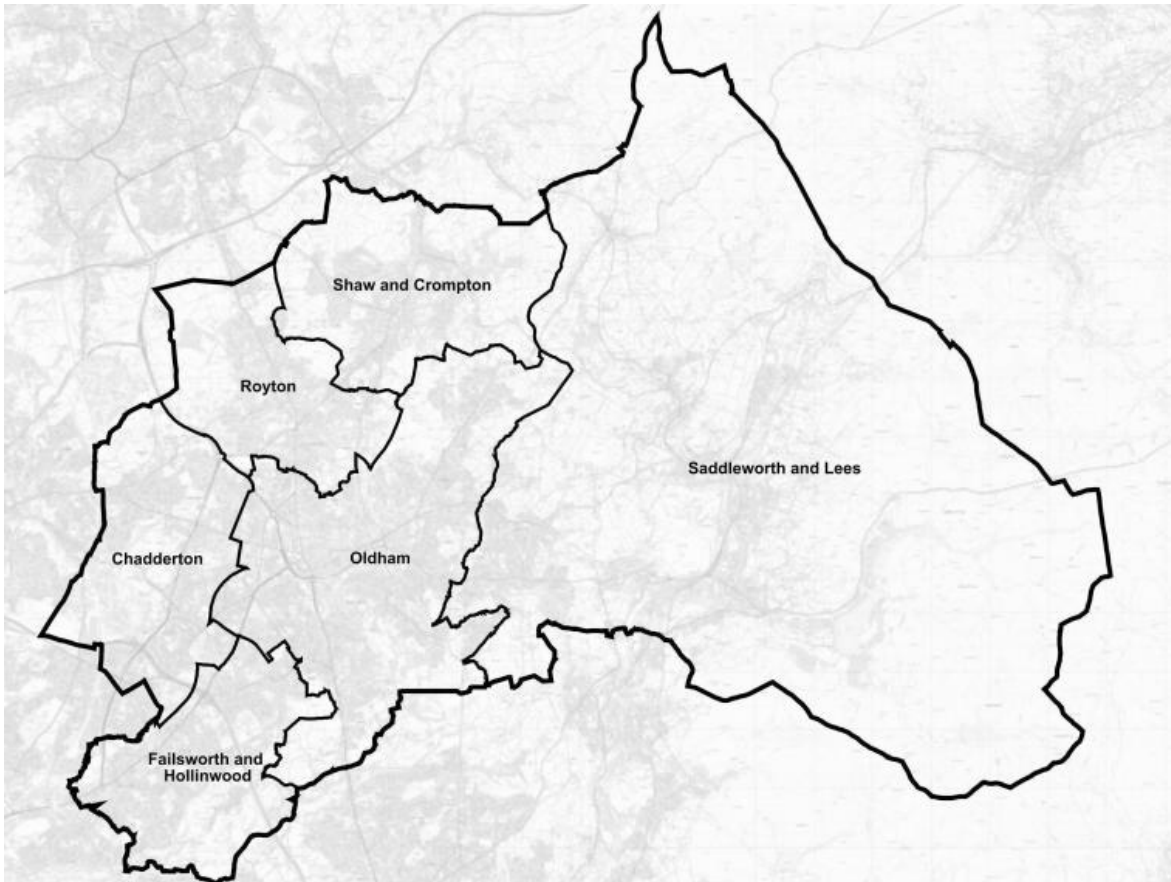 Shaw and Crompton
Royton
Saddleworth and Lees
Chadderton
Oldham
Failsworth and
Hollinwood